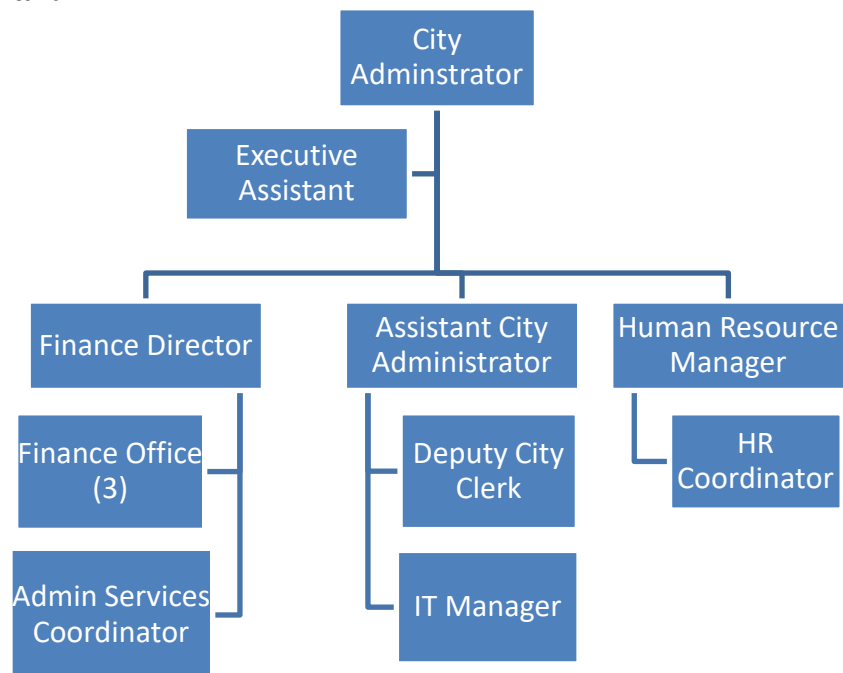 City
Adminstrator
Executive
Assistant
Finance Director
Assistant City
Administrator
Human Resource
Manager
Finance Office
(3)
Deputy City
Clerk
HR
Coordinator
Admin Services
Coordinator
IT Manager